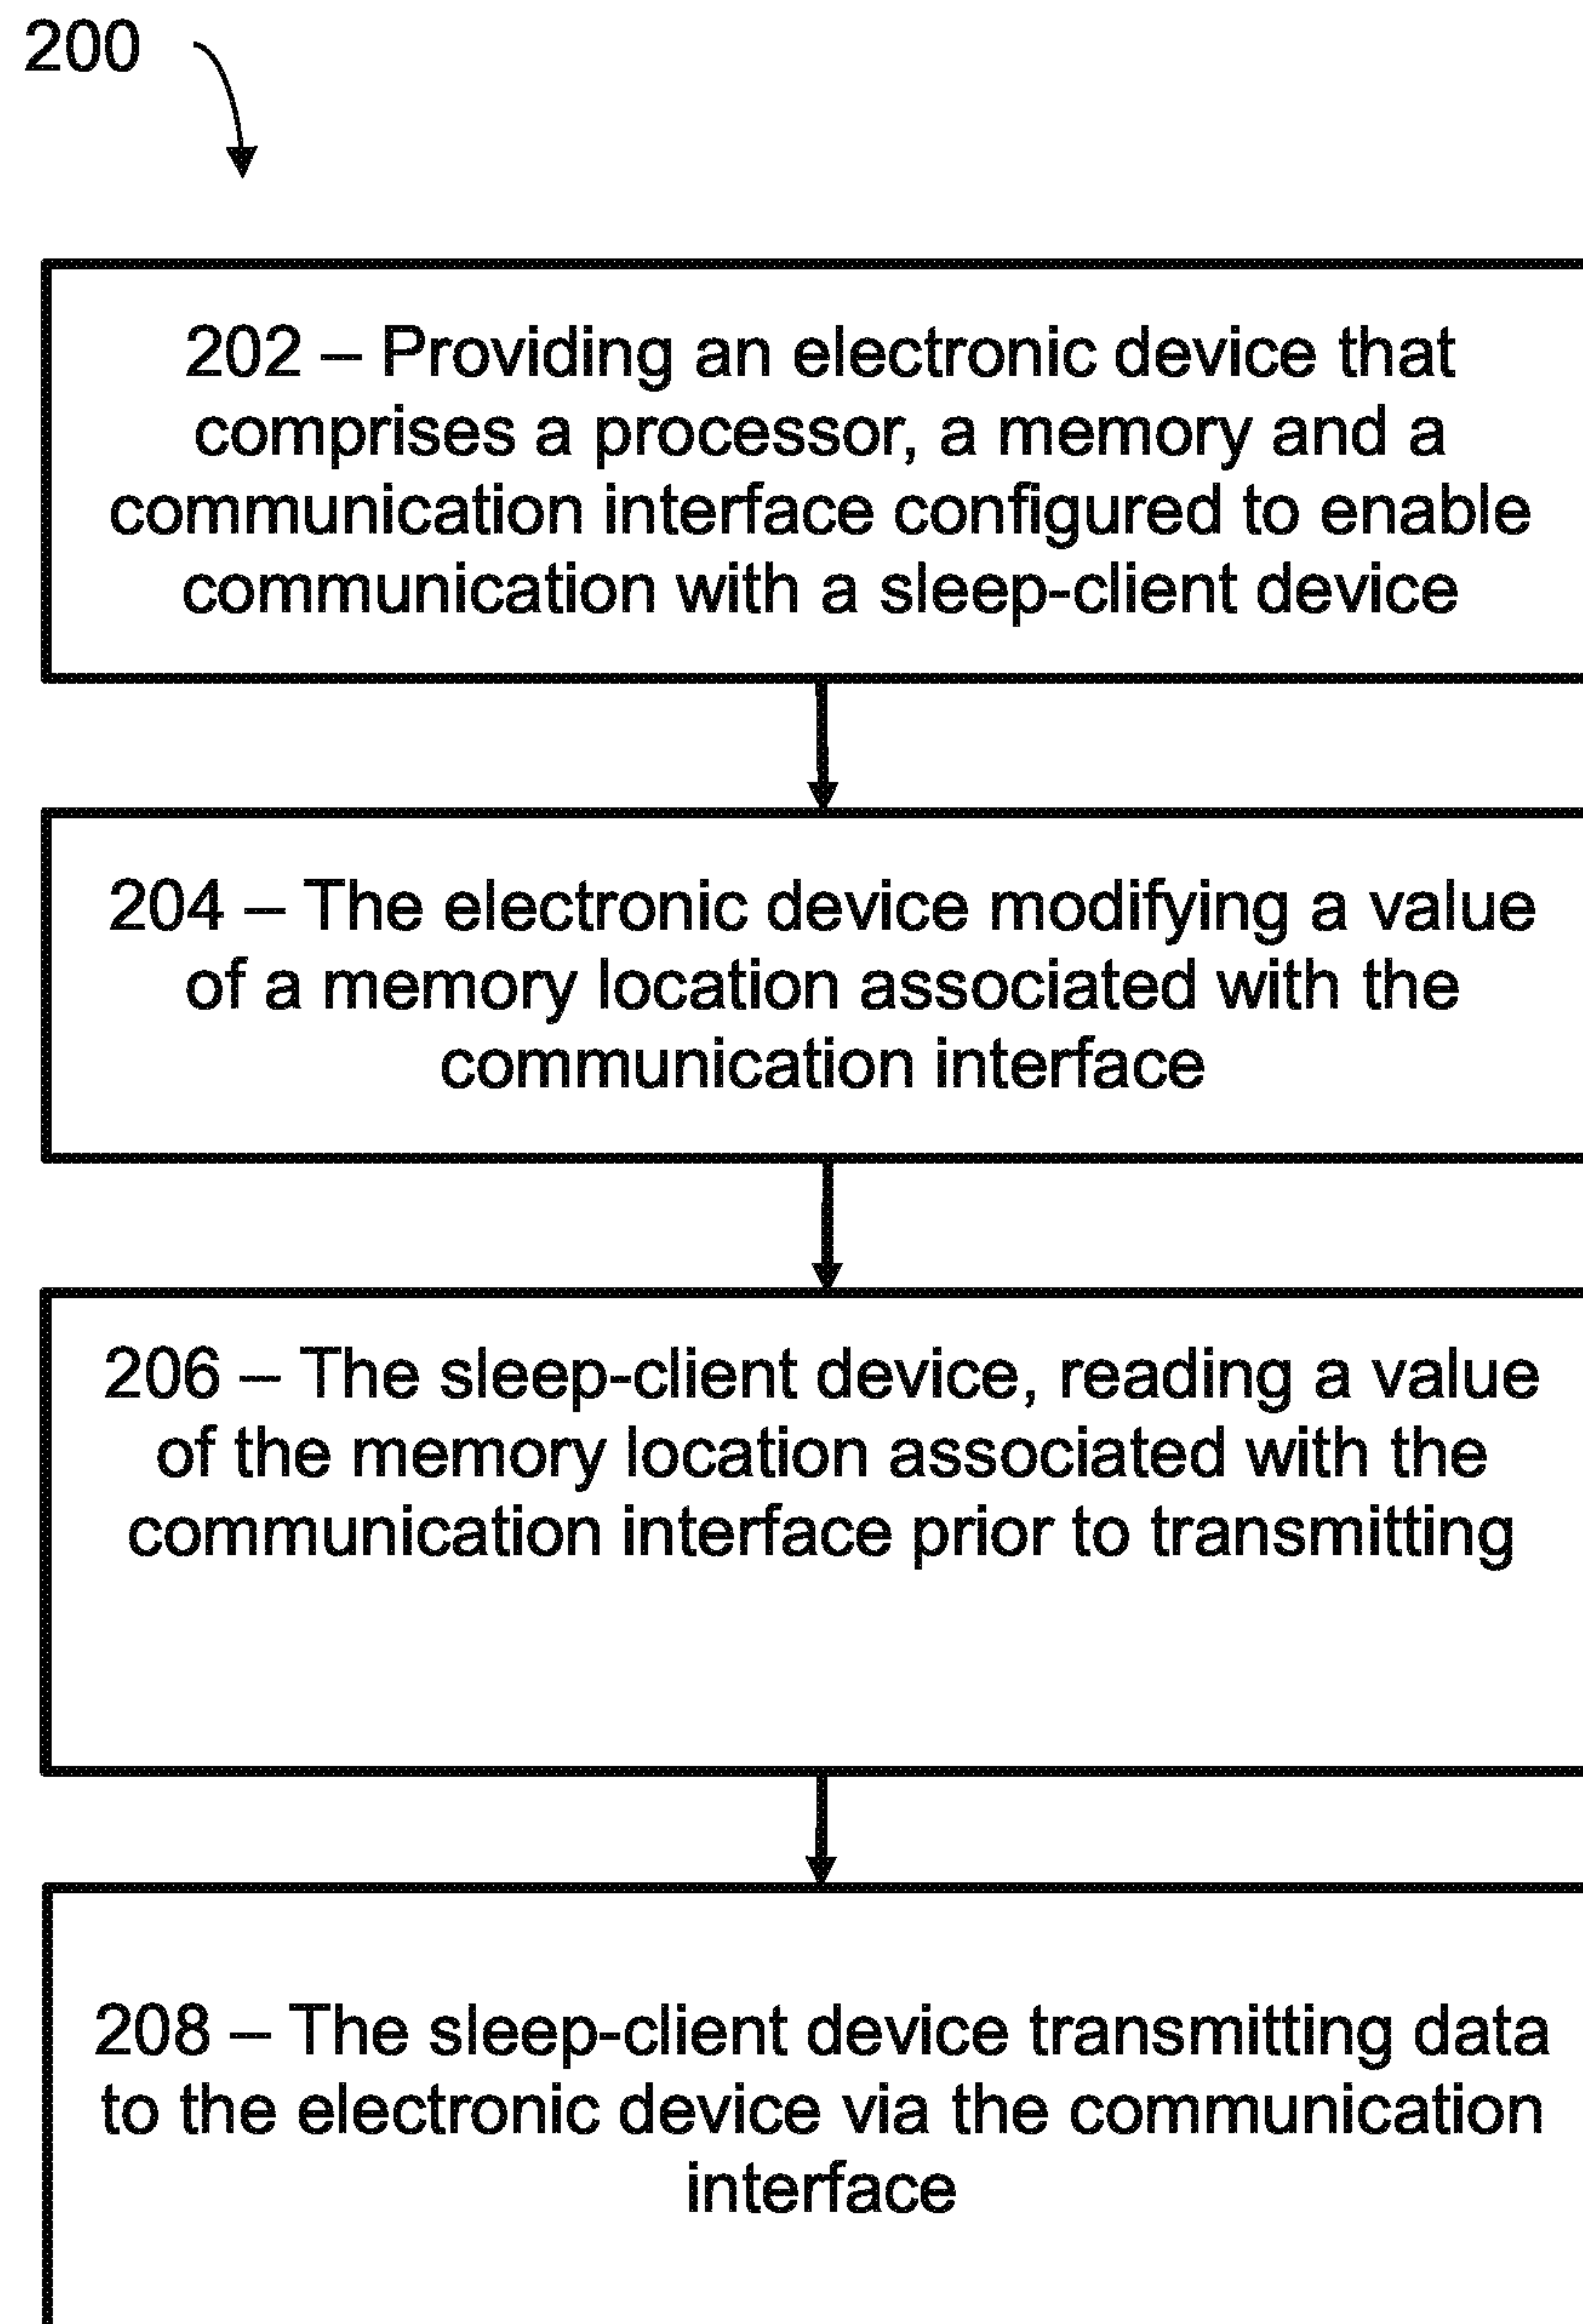 200
202 – Providing an electronic device that
comprises a processor, a memory and a
communication interface configured to enable
communication with a sleep-client device
204 – The electronic device modifying a value
of a memory location associated with the
communication interface
206 – The sleep-client device, reading a value
of the memory location associated with the
communication interface prior to transmitting
208 – The sleep-client device transmitting data
to the electronic device via the communication
interface